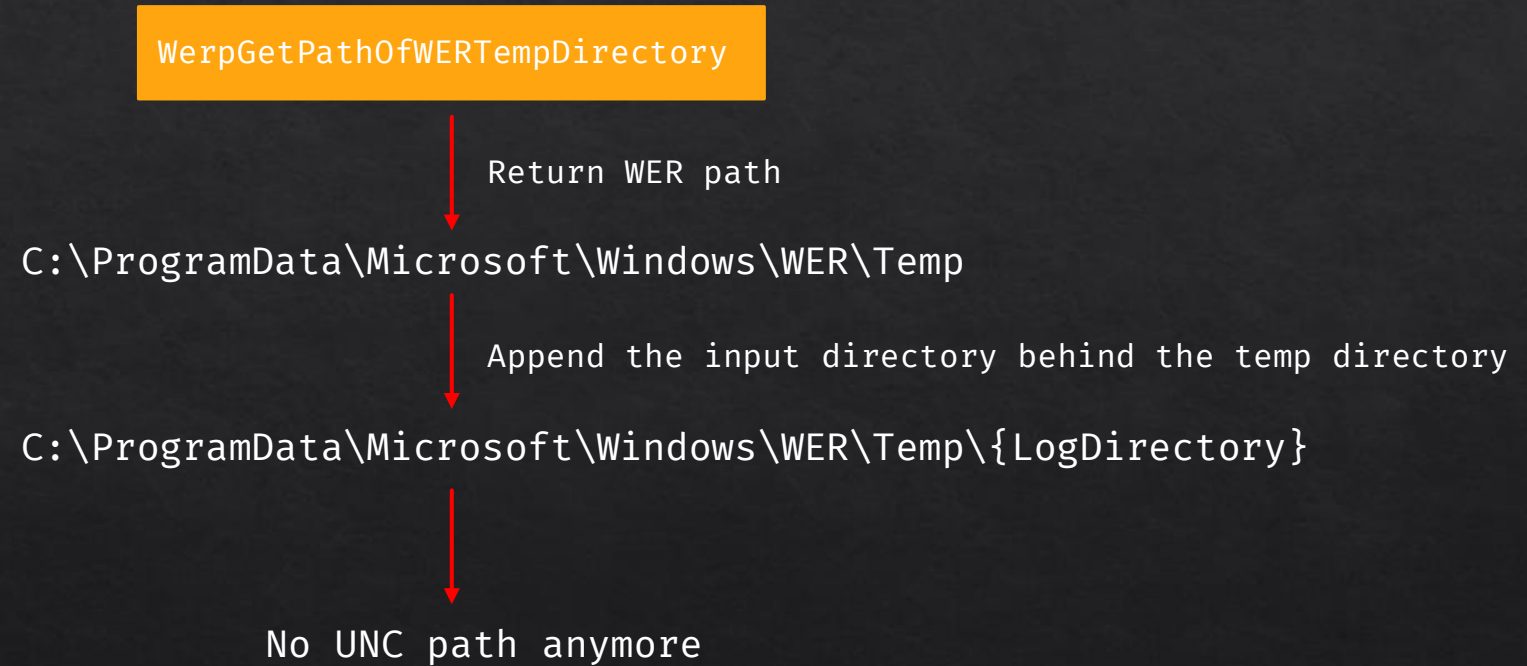 WerpGetPathOfWERTempDirectory
Return WER path
C:\ProgramData\Microsoft\Windows\WER\Temp
Append the input directory behind the temp directory
C:\ProgramData\Microsoft\Windows\WER\Temp\{LogDirectory}
No UNC path anymore